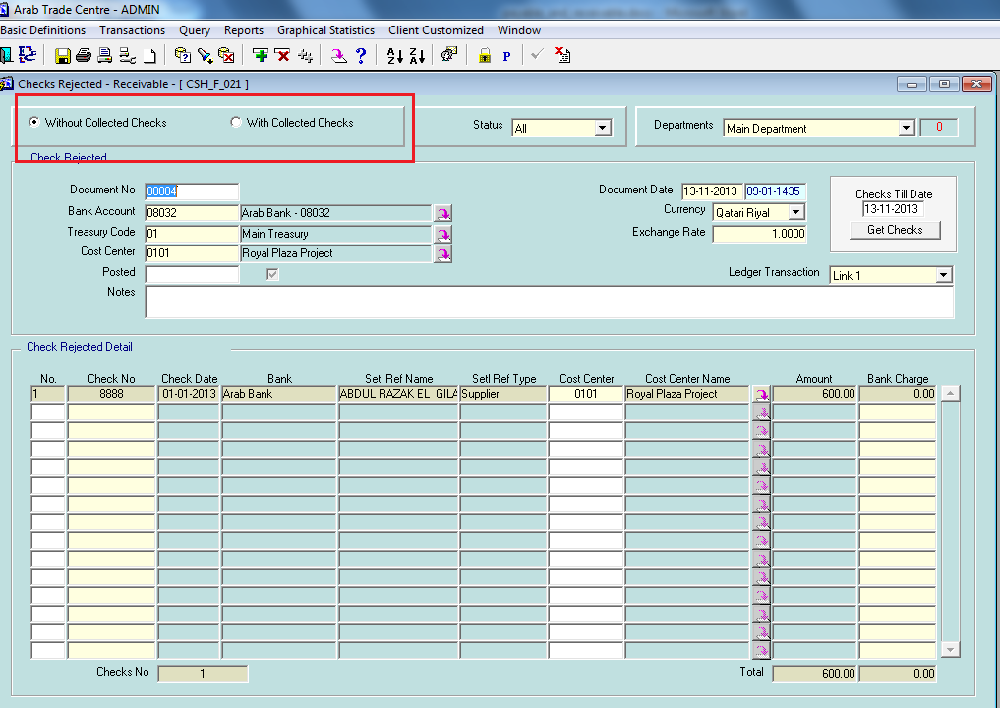 Arab Trade Centre - ADMIN
Basic Definitions Transactions Query Reports Graphical Statistics Client Customized Window
Checks Rejected - Receivable - [ CSH_F_021 ]
Without Collected Checks With Collected Checks Status All Departments Main Department 0
Check Rejected
Document No 00004 Document Date 13-11-2013 09-01-1435 Checks Till Date
Bank Account 08032 Arab Bank - 08032 Currency Qatari Riyal 13-11-2013
Treasury Code 01 Main Treasury Exchange Rate 1.0000 Get Checks
Cost Center 0101 Royal Plaza Project
Posted Ledger Transaction Link 1
Notes
Check Rejected Detail
No. Check No Check Date Bank Setl Ref Name Setl Ref Type Cost Center Cost Center Name Amount Bank Charge
1 8888 01-01-2013 Arab Bank ABDUL RAZAK EL GILA Supplier 0101 Royal Plaza Project 600.00 0.00
Checks No 1 Total 600.00 0.00